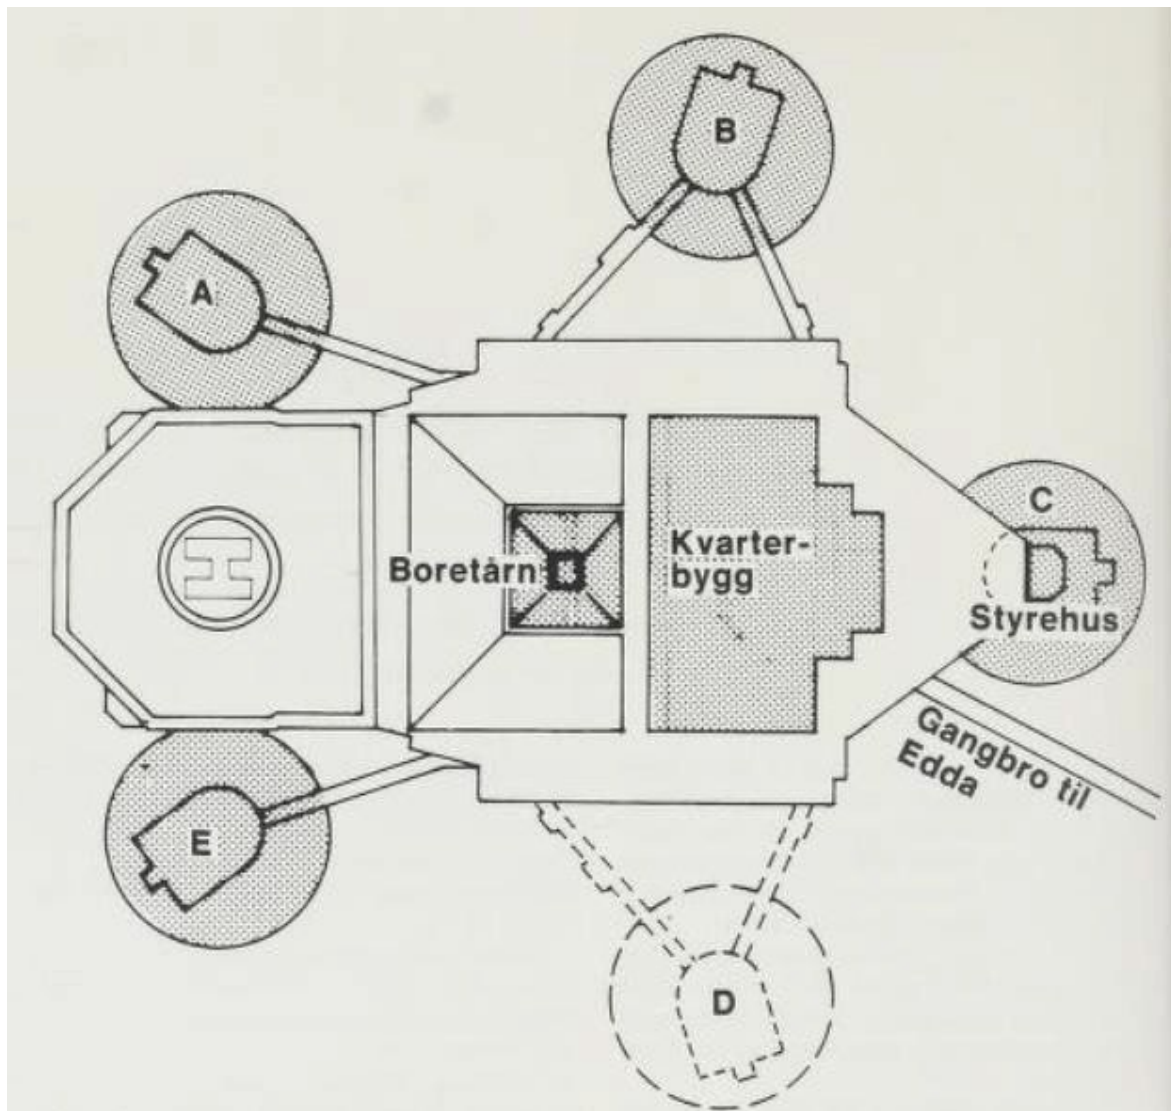 B
A
C
H
Boretårn
Kvarter-
bygg
Styrehus
Gangbro til
Edda
E
D